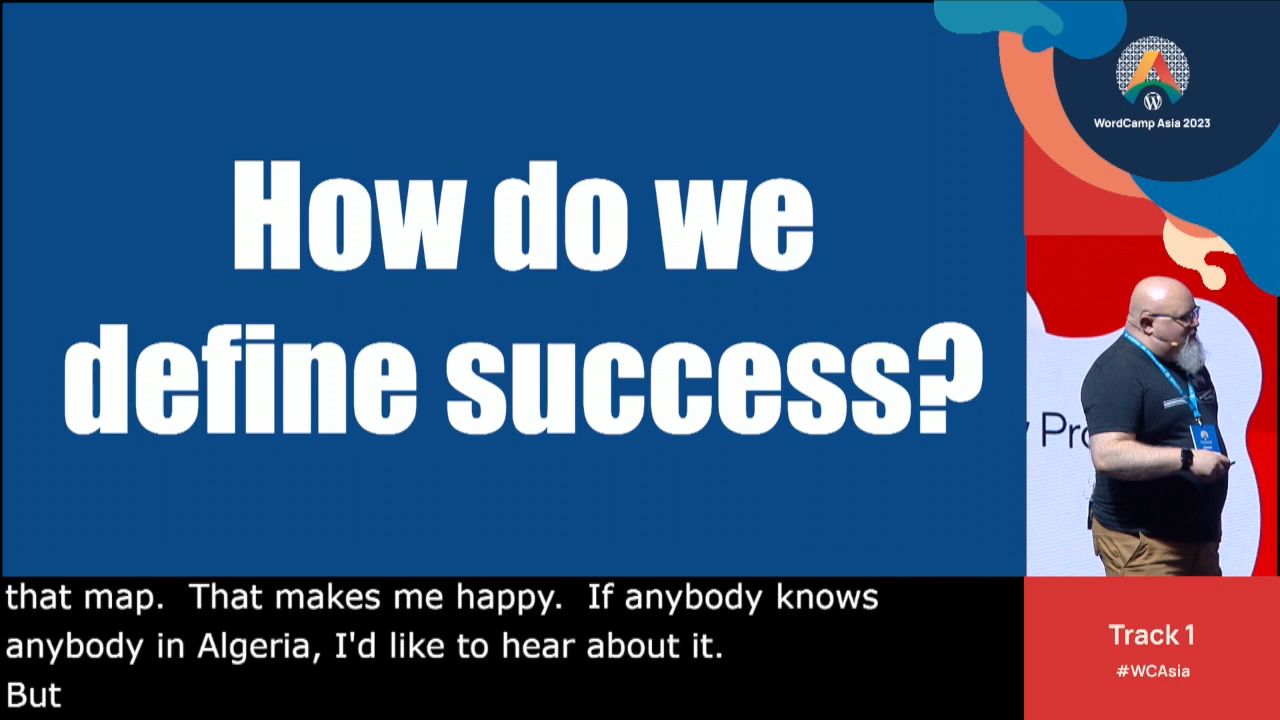 How do we
define success?
WordCamp Asia 2023
Pro
that map.  That makes me happy.  If anybody knows
anybody in Algeria, I'd like to hear about it.
But
Track 1
#WCAsia